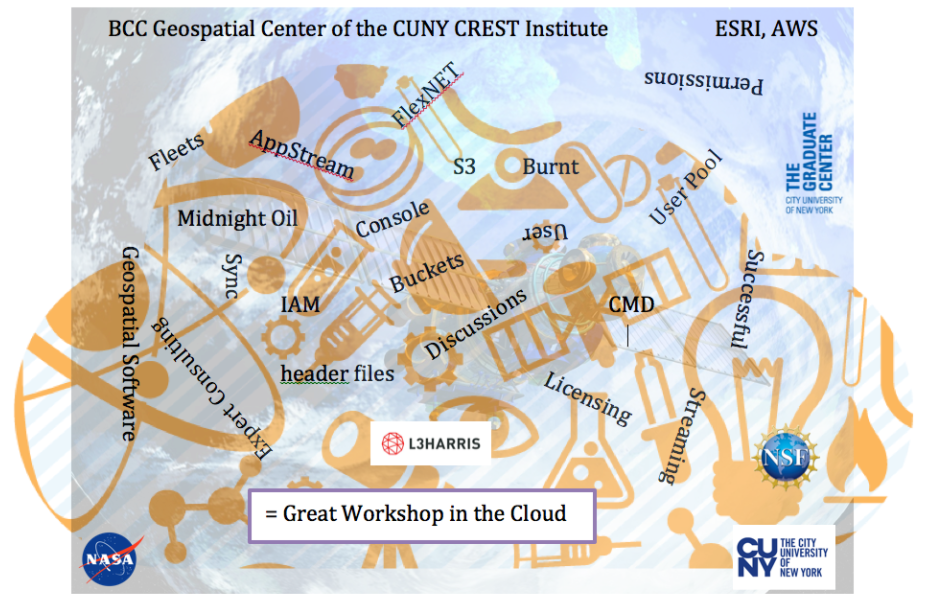 BCC Geospatial Center of the CUNY CREST Institute
ESRI, AWS
FlexNET
Permissions
Fleets
AppStream
S3
Burnt
User Pool
THE
GRADUATE
CENTER
CITY UNIVERSITY
OF NEW YORK
Midnight Oil
Console
User
Sync
Buckets
Geospatial Software
Successful
IAM
Discussions
CMD
Expert Consulting
header files
Licensing
Streaming
L3HARRIS
NSF
= Great Workshop in the Cloud
NASA
CU
NY
THE CITY
UNIVERSITY
OF
NEW YORK